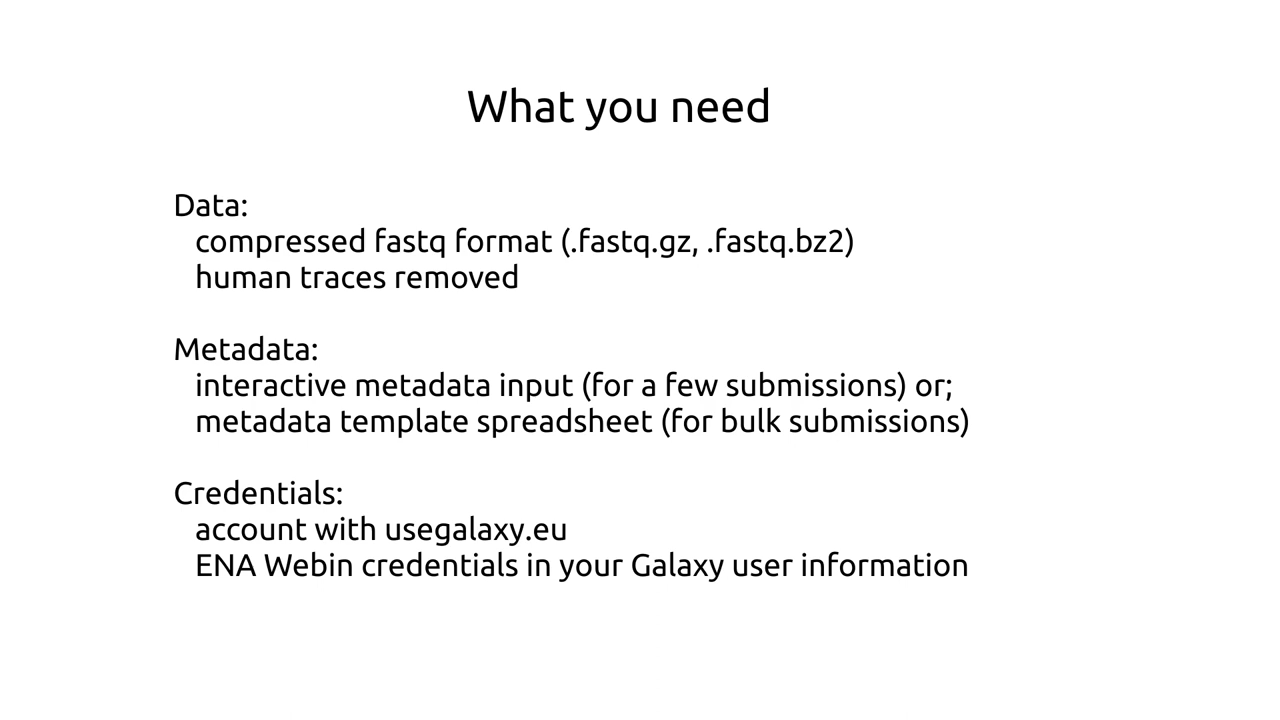 What you need
Data:
compressed fastq format (.fastq.gz, .fastq.bz2)
human traces removed
Metadata:
interactive metadata input (for a few submissions) or;
metadata template spreadsheet (for bulk submissions)
Credentials:
account with usegalaxy.eu
ENA Webin credentials in your Galaxy user information